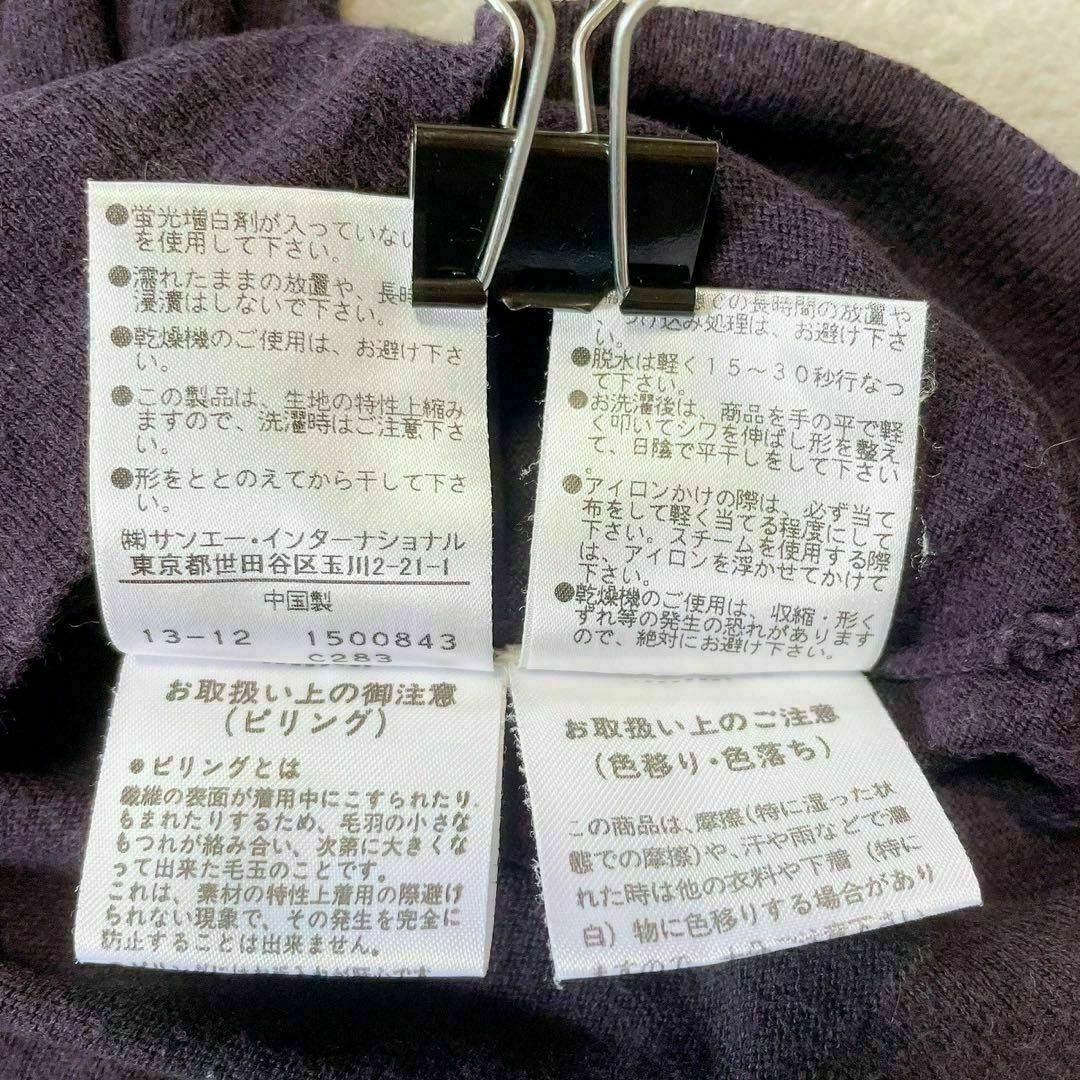 ●蛍光増白剤が入っていない
を使用して下さい。
●濡れたままの放置や、長時
浸漬はしないで下さい。
●乾燥機のご使用は、お避け下さ
い。
●この製品は、生地の特性上縮み
ますので、洗濯時はご注意下さ
い。
●形をととのえてから干して下さ
い。
㈱サンエー・インターナショナル
東京都世田谷区玉川2-21-1
中国製
13-12 1500843
C283
での長時間の放置や
つけ込み処理は、お避け下さ
い。
●脱水は軽く15～30秒行なっ
て下さい。
●お洗濯後は、商品を手の平で軽
く叩いてシワを伸ばし形を整え
て、日陰で平干しをして下さい
。
●アイロンかけの際は、必ず当て
布をして軽く当てる程度にして
下さい。スチームを使用する際
は、アイロンを浮かせてかけて
下さい。
●乾燥機のご使用は、収縮・形く
ずれ等の発生の恐れがあります
ので、絶対にお避け下さい。
お取扱い上の御注意
(ピリング)
●ピリングとは
繊維の表面が着用中にこすられたり、
もまれたりするため、毛羽の小さな
もつれが絡み合い、次第に大きくな
って出来た毛玉のことです。
これは、素材の特性上着用の際避け
られない現象で、その発生を完全に
防止することは出来ません。
お取扱い上のご注意
(色移り・色落ち)
この商品は、摩擦(特に湿った状
態での摩擦)や、汗や雨などで濡
れた時は他の衣料や下着(特に
白)物に色移りする場合があり